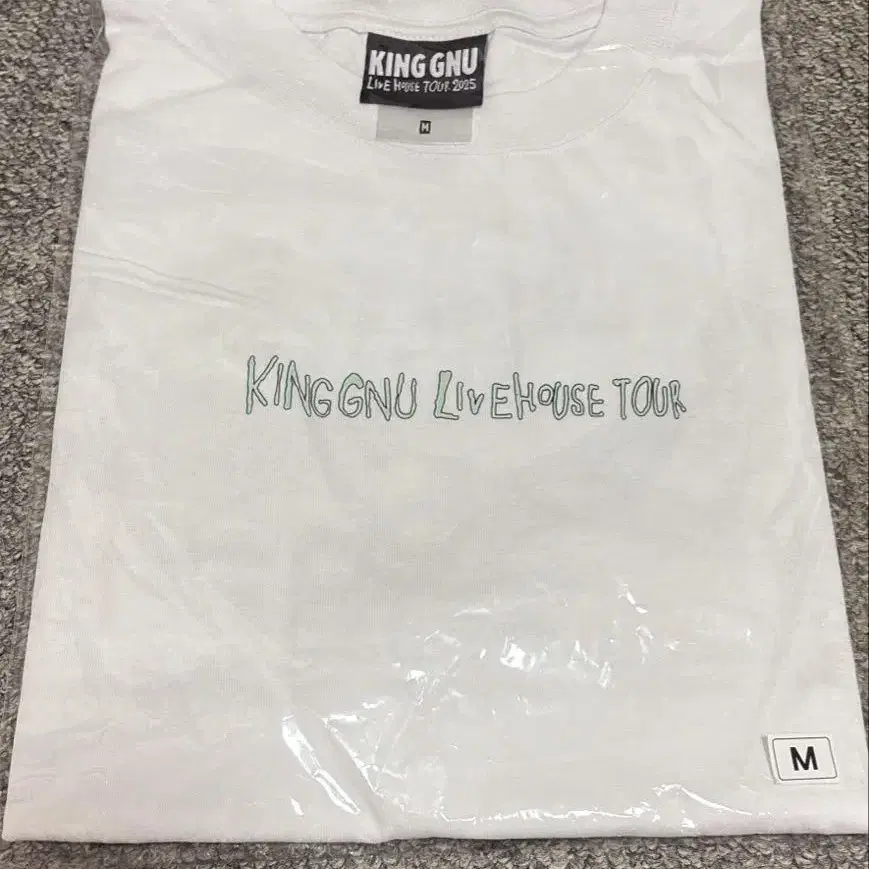 KING GNU
LIVE HOUSE TOUR 2025
M
KING GNU LIVEHOUSE TOUR
M